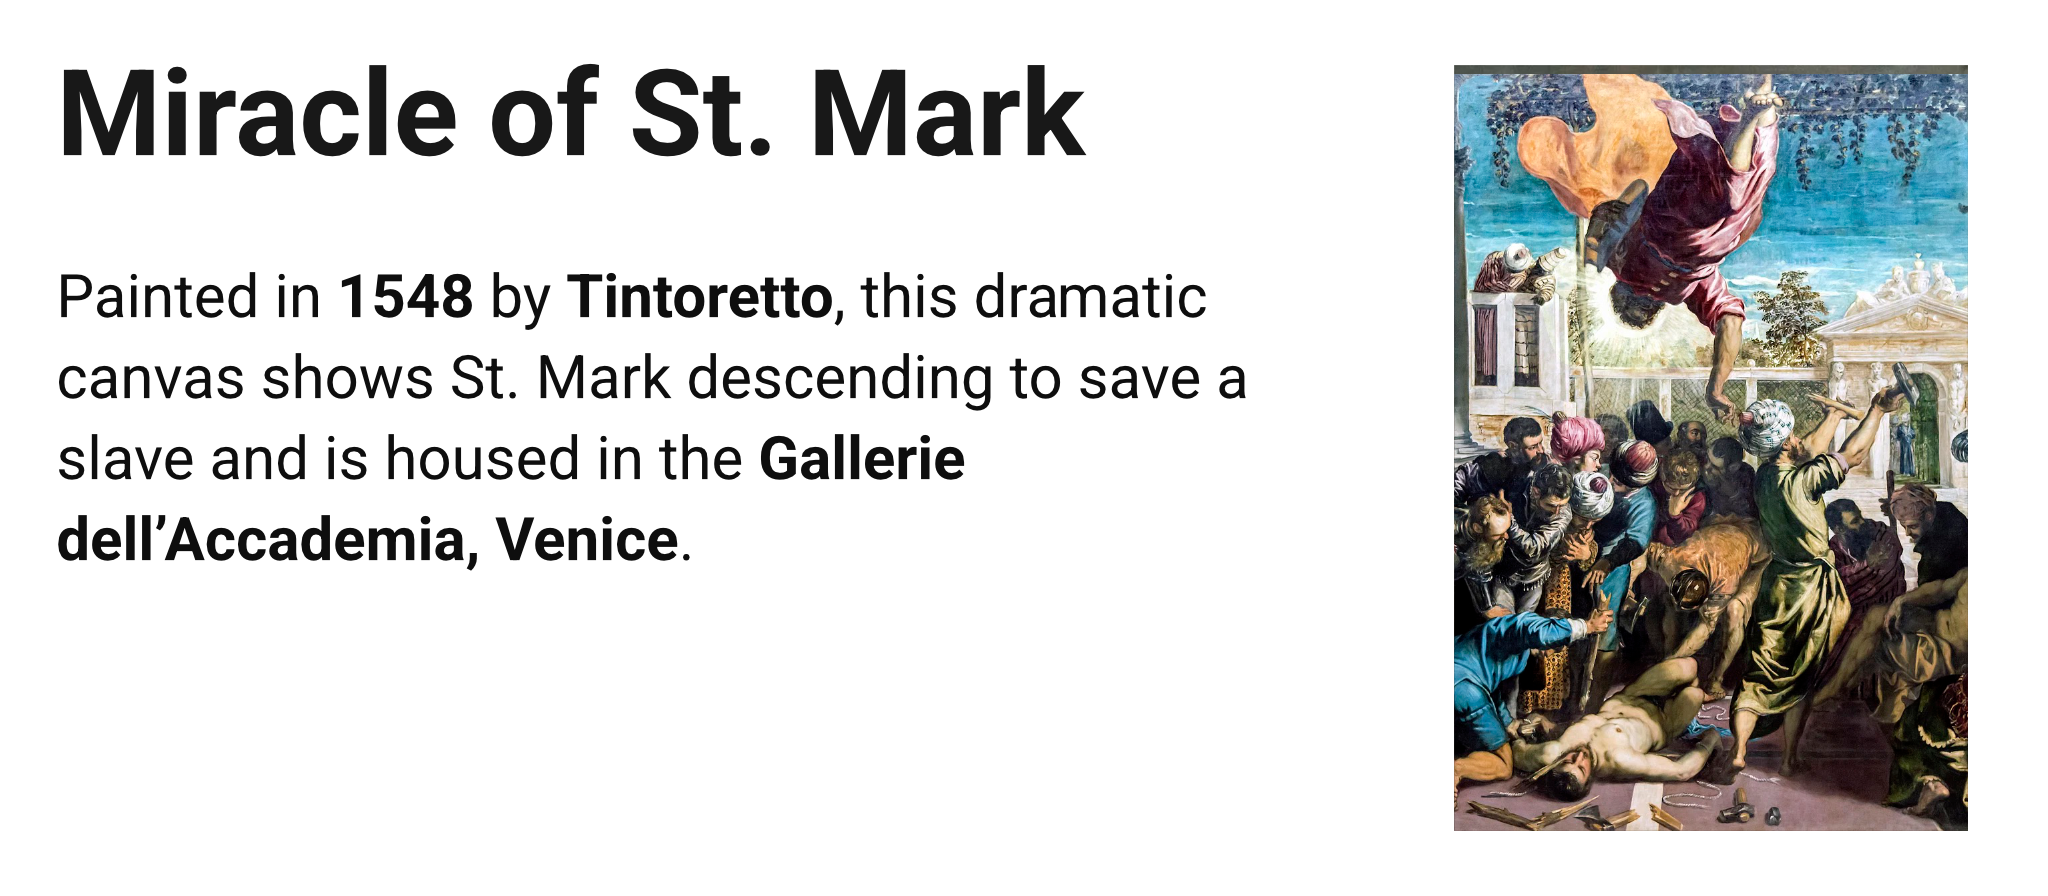 Miracle of St. Mark
Painted in 1548 by Tintoretto, this dramatic
canvas shows St. Mark descending to save a
slave and is housed in the Gallerie
dell’Accademia, Venice.